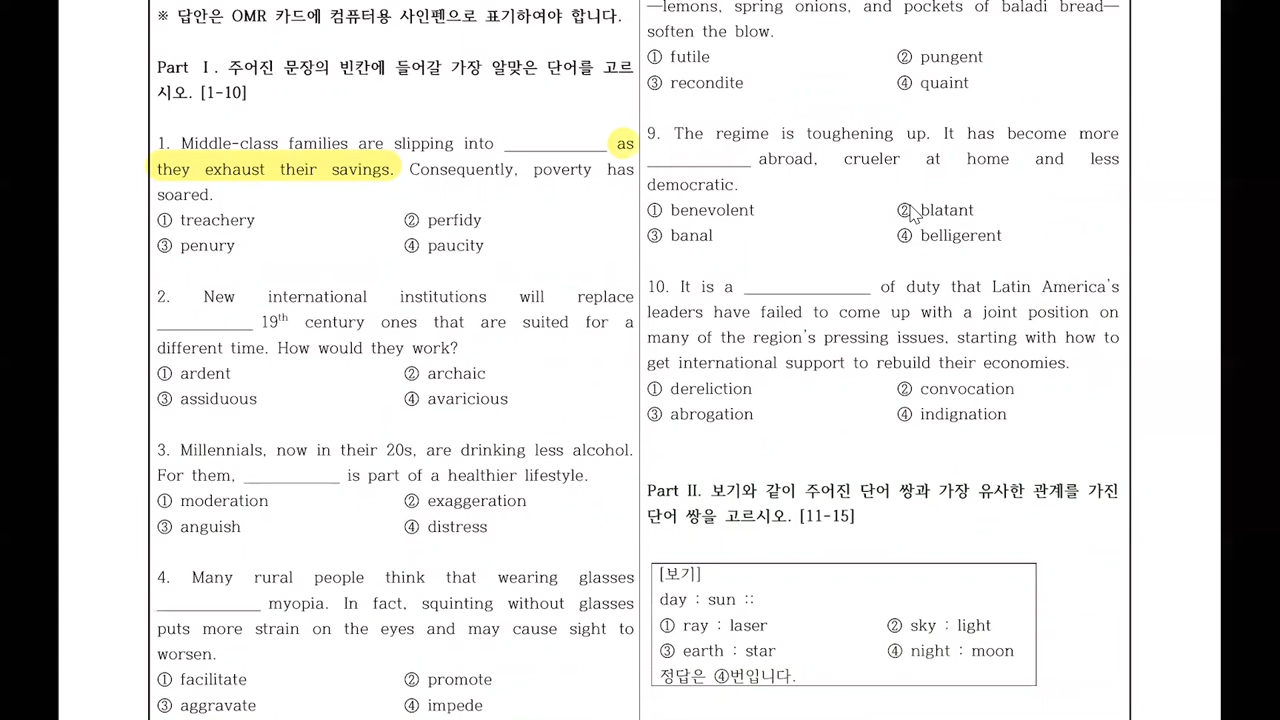 ※ 답안은 OMR 카드에 컴퓨터용 사인펜으로 표기하여야 합니다.
Part Ⅰ. 주어진 문장의 빈칸에 들어갈 가장 알맞은 단어를 고르
시오. [1-10]
1. Middle-class families are slipping into ___________ as
they exhaust their savings. Consequently, poverty has
soared.
① treachery ② perfidy
③ penury ④ paucity
2. New international institutions will replace
__________ 19th century ones that are suited for a
different time. How would they work?
① ardent ② archaic
③ assiduous ④ avaricious
3. Millennials, now in their 20s, are drinking less alcohol.
For them, __________ is part of a healthier lifestyle.
① moderation ② exaggeration
③ anguish ④ distress
4. Many rural people think that wearing glasses
___________ myopia. In fact, squinting without glasses
puts more strain on the eyes and may cause sight to
worsen.
① facilitate ② promote
③ aggravate ④ impede
—lemons, spring onions, and pockets of baladi bread—
soften the blow.
① futile ② pungent
③ recondite ④ quaint
9. The regime is toughening up. It has become more
___________ abroad, crueler at home and less
democratic.
① benevolent ② blatant
③ banal ④ belligerent
10. It is a _____________ of duty that Latin America's
leaders have failed to come up with a joint position on
many of the region's pressing issues, starting with how to
get international support to rebuild their economies.
① dereliction ② convocation
③ abrogation ④ indignation
Part II. 보기와 같이 주어진 단어 쌍과 가장 유사한 관계를 가진
단어 쌍을 고르시오. [11-15]
[보기]
day : sun ::
① ray : laser ② sky : light
③ earth : star ④ night : moon
정답은 ④번입니다.